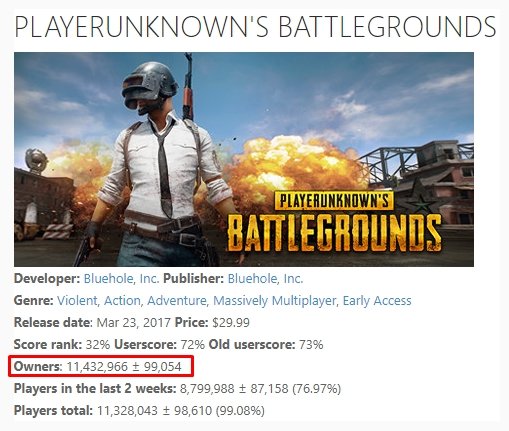 PLAYERUNKNOWN'S BATTLEGROUNDS
PLAYERUNKNOWN'S
BATTLEGROUNDS
Developer: Bluehole, Inc. Publisher: Bluehole, Inc.
Genre: Violent, Action, Adventure, Massively Multiplayer, Early Access
Release date: Mar 23, 2017 Price: $29.99
Score rank: 32% Userscore: 72% Old userscore: 73%
Owners: 11,432,966 ± 99,054
Players in the last 2 weeks: 8,799,988 ± 87,158 (76.97%)
Players total: 11,328,043 ± 98,610 (99.08%)